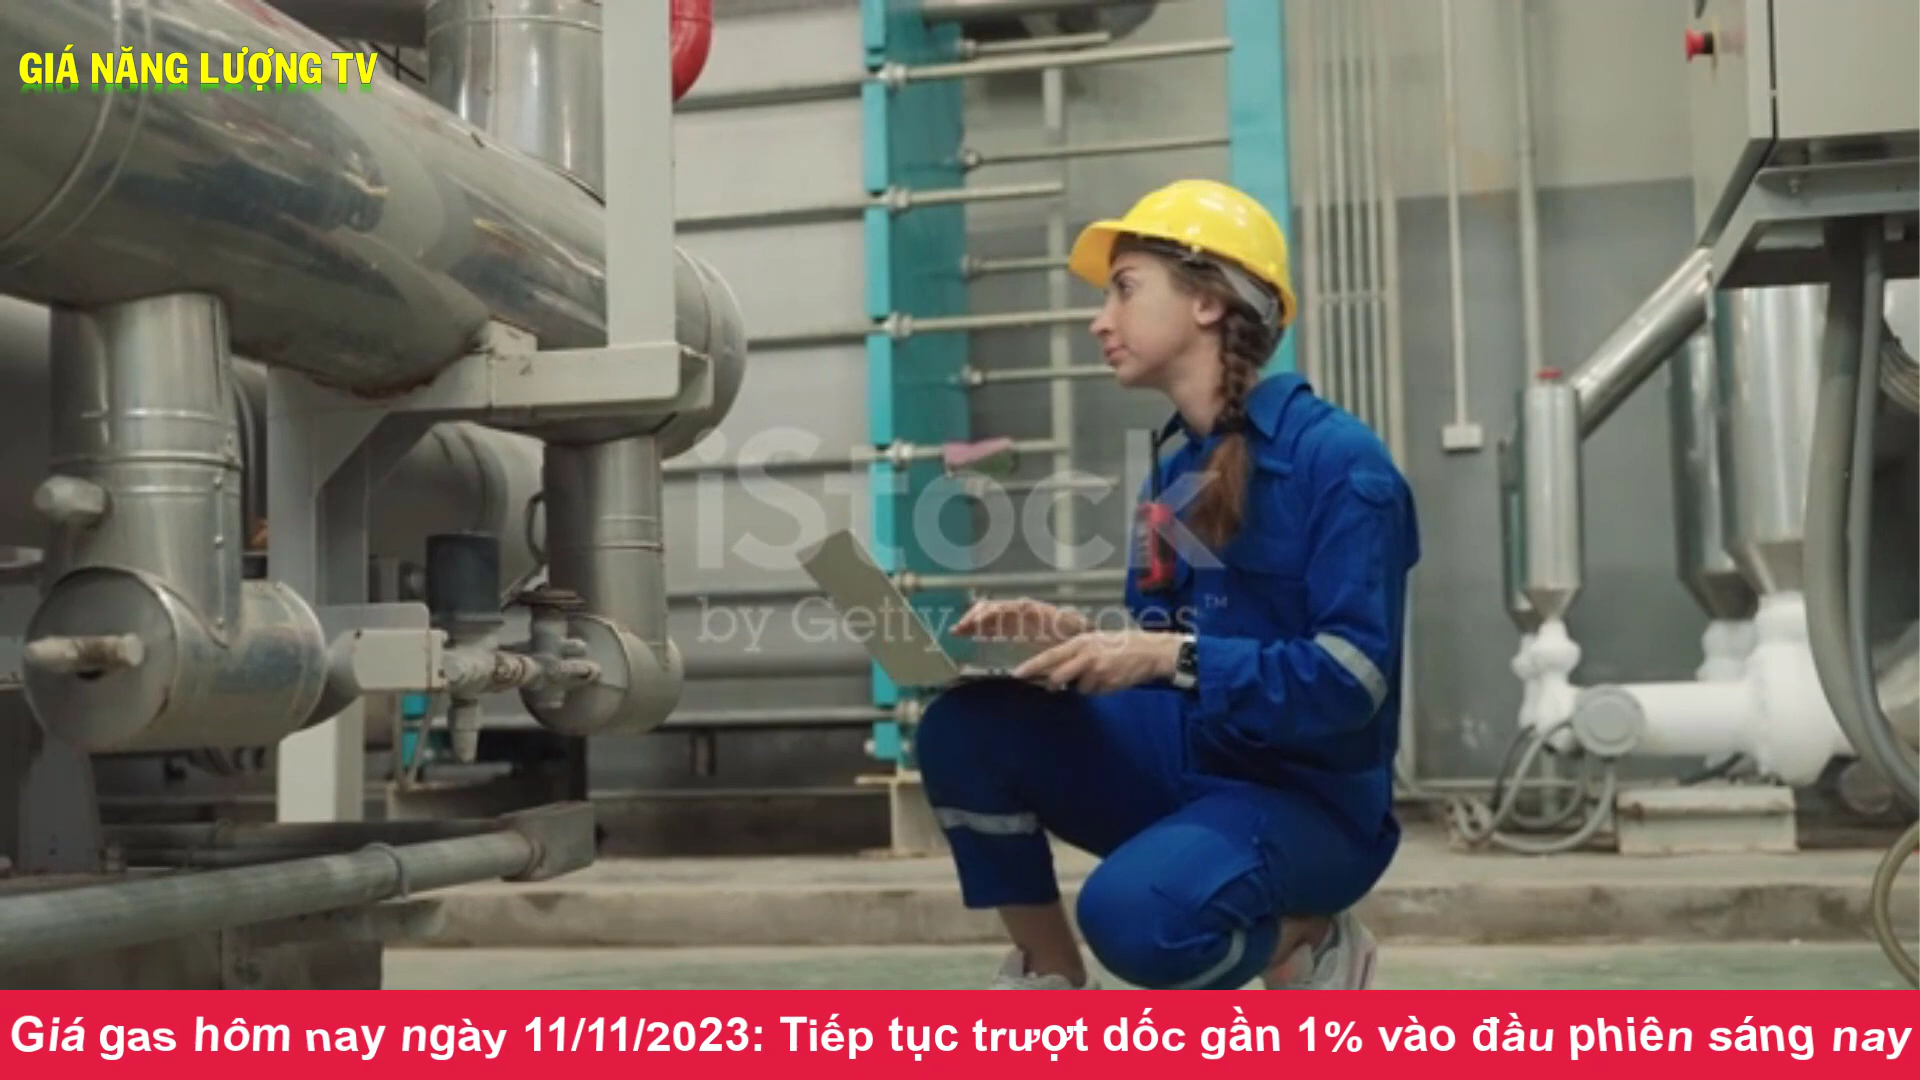 GIÁ NĂNG LƯỢNG TV
iStock
by Getty Images™
Giá gas hôm nay ngày 11/11/2023: Tiếp tục trượt dốc gần 1% vào đầu phiên sáng nay